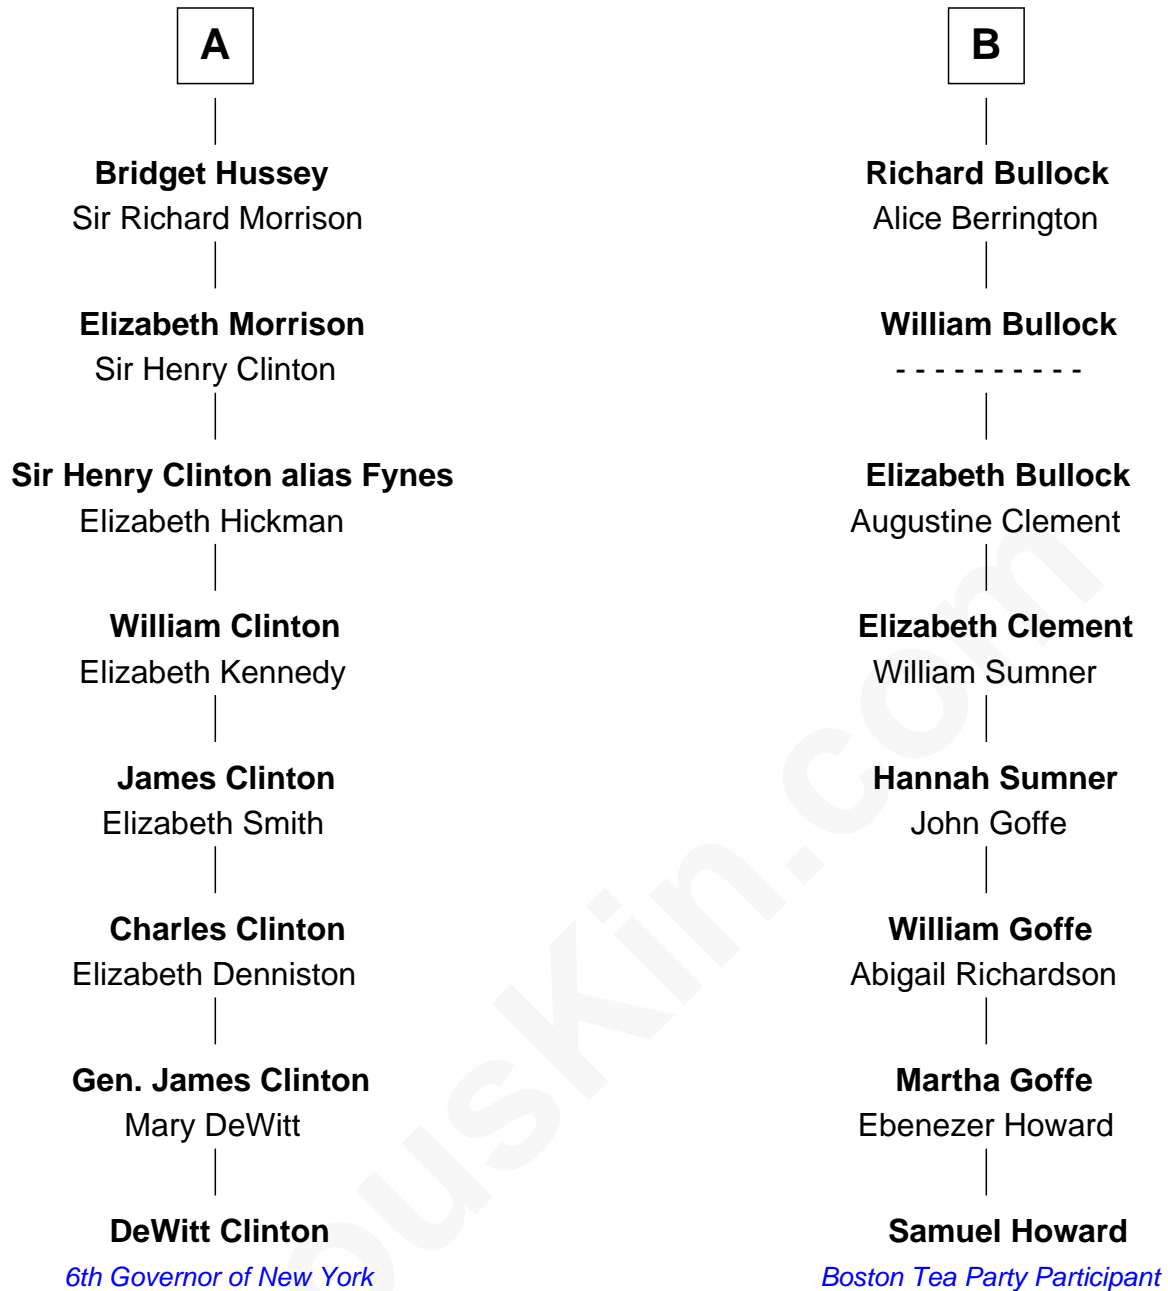 A
Bridget Hussey
Sir Richard Morrison
Elizabeth Morrison
Sir Henry Clinton
Sir Henry Clinton alias Fynes
Elizabeth Hickman
William Clinton
Elizabeth Kennedy
James Clinton
Elizabeth Smith
Charles Clinton
Elizabeth Denniston
Gen. James Clinton
Mary DeWitt
DeWitt Clinton
6th Governor of New York
B
Richard Bullock
Alice Berrington
William Bullock
- - - - - - - - - -
Elizabeth Bullock
Augustine Clement
Elizabeth Clement
William Sumner
Hannah Sumner
John Goffe
William Goffe
Abigail Richardson
Martha Goffe
Ebenezer Howard
Samuel Howard
Boston Tea Party Participant
ousKin.com